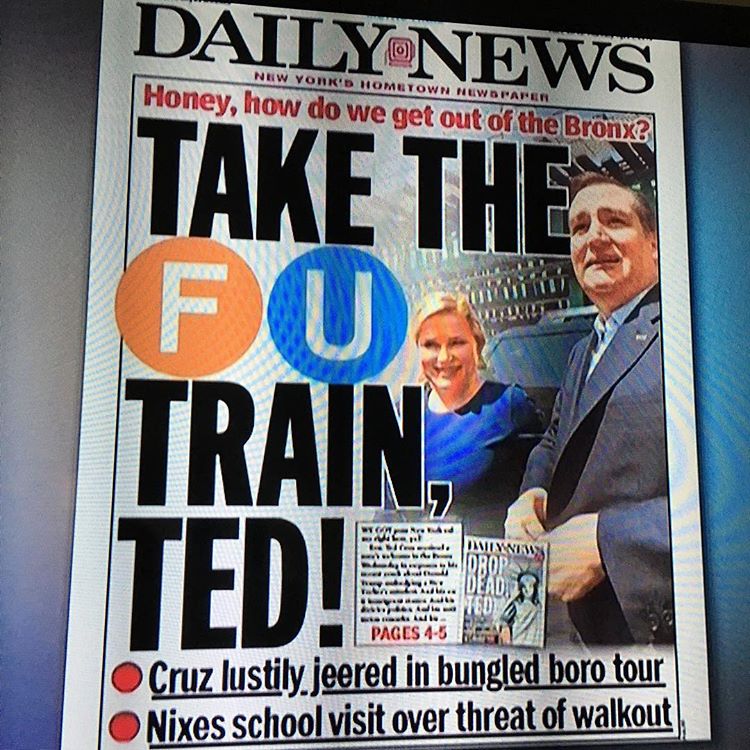 DAILY NEWS
NEW YORK'S HOMETOWN NEWSPAPER
Honey, how do we get out of the Bronx?
TAKE THE
F U
TRAIN,
TED!
DAILY NEWS
DROP
DEAD,
TED
PAGES 4-5
Cruz lustily jeered in bungled boro tour
Nixes school visit over threat of walkout